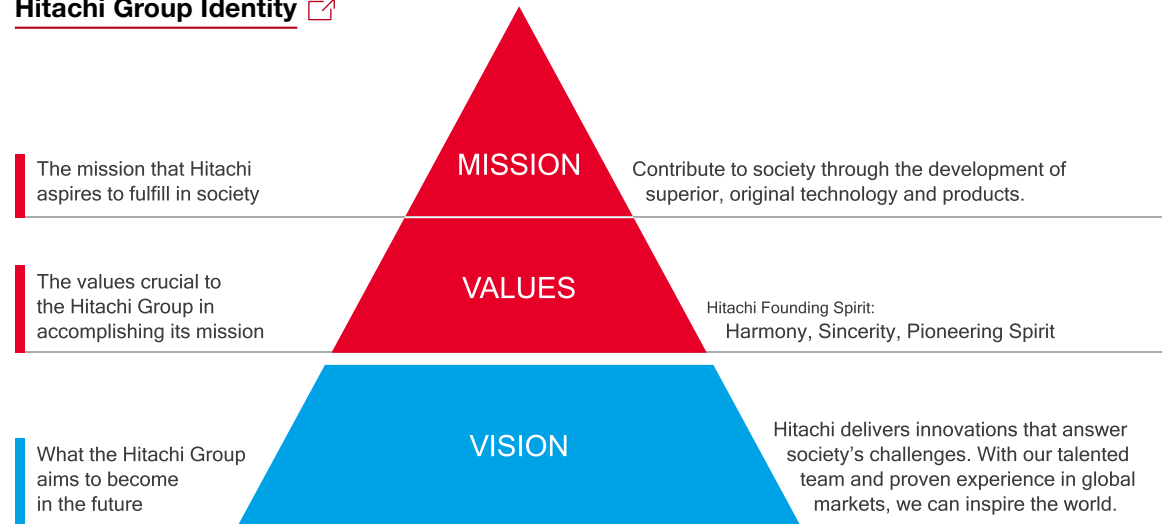 Hitachi Group Identity
The mission that Hitachi
aspires to fulfill in society
MISSION
Contribute to society through the development of
superior, original technology and products.
The values crucial to
the Hitachi Group in
accomplishing its mission
VALUES
Hitachi Founding Spirit:
Harmony, Sincerity, Pioneering Spirit
What the Hitachi Group
aims to become
in the future
VISION
Hitachi delivers innovations that answer
society’s challenges. With our talented
team and proven experience in global
markets, we can inspire the world.